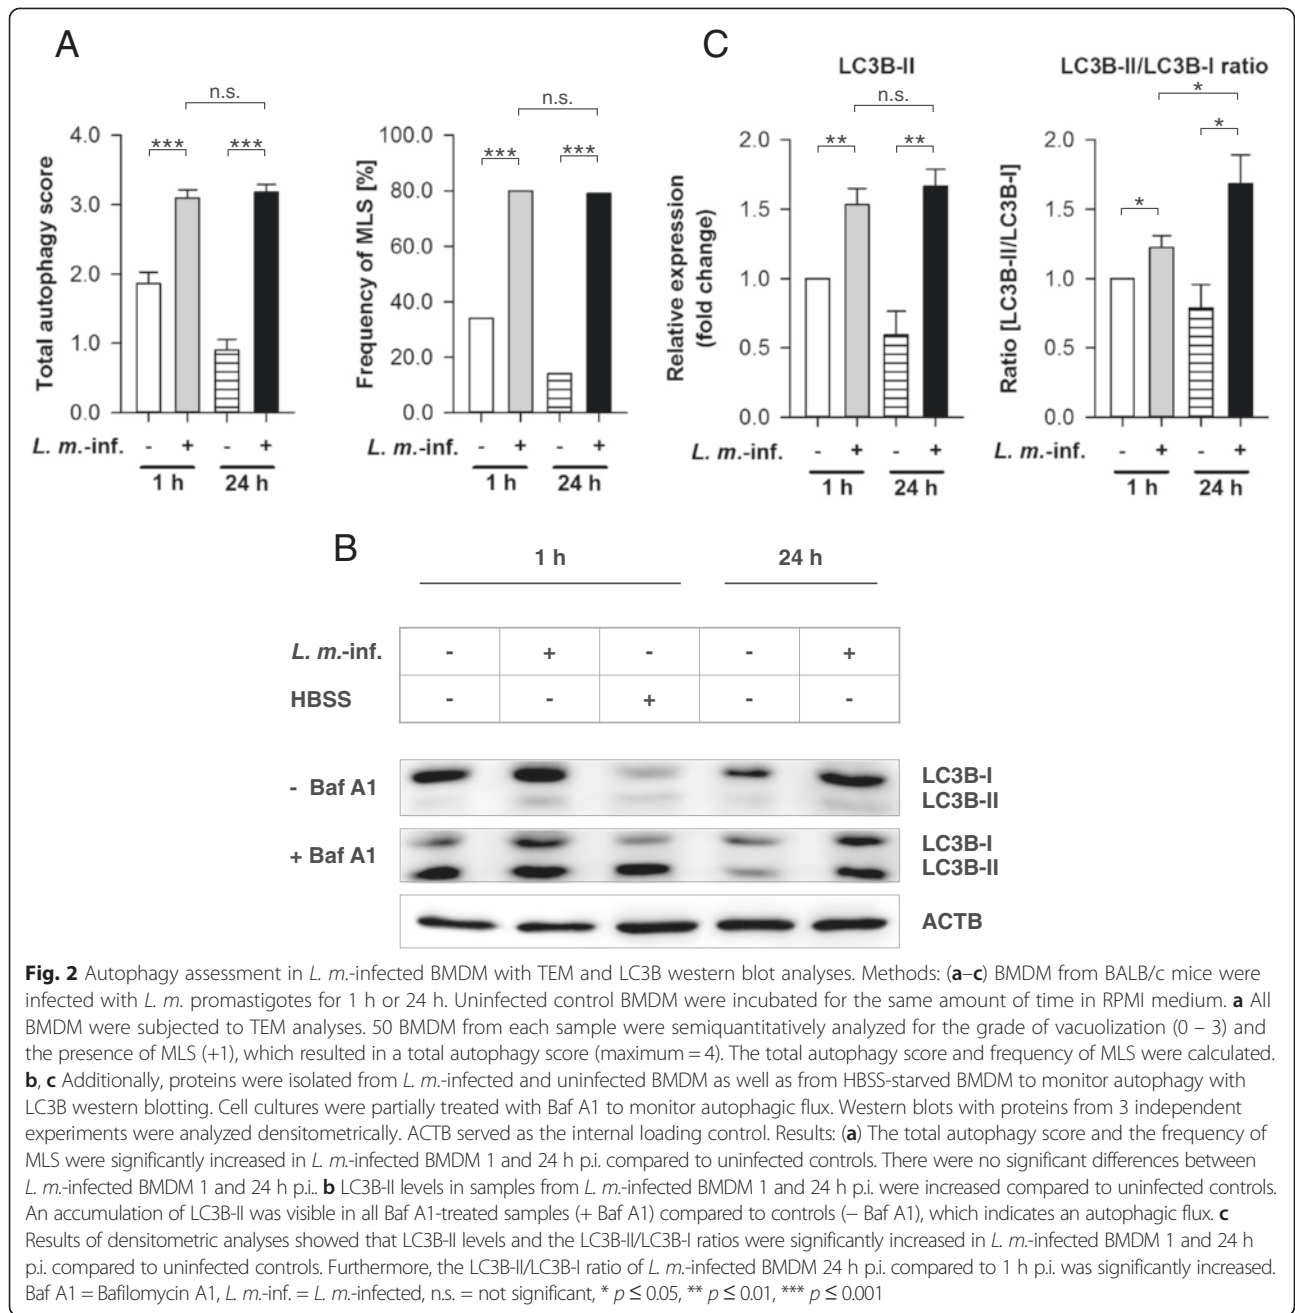 A
n.s.
***
***
Total autophagy score
4.0
3.0
2.0
1.0
0.0
L. m.-inf. - + - +
1 h 24 h
n.s.
***
***
Frequency of MLS [%]
100.0
80.0
60.0
40.0
20.0
0.0
L. m.-inf. - + - +
1 h 24 h
C
LC3B-II
n.s.
**
**
Relative expression
(fold change)
2.0
1.5
1.0
0.5
0.0
L. m.-inf. - + - +
1 h 24 h
LC3B-II/LC3B-I ratio
*
*
*
Ratio [LC3B-II/LC3B-I]
2.0
1.5
1.0
0.5
0.0
L. m.-inf. - + - +
1 h 24 h
B
1 h 24 h
L. m.-inf. - + - - +
HBSS - - + - -
- Baf A1
LC3B-I
LC3B-II
+ Baf A1
LC3B-I
LC3B-II
ACTB
Fig. 2 Autophagy assessment in L. m.-infected BMDM with TEM and LC3B western blot analyses. Methods: (a–c) BMDM from BALB/c mice were
infected with L. m. promastigotes for 1 h or 24 h. Uninfected control BMDM were incubated for the same amount of time in RPMI medium. a All
BMDM were subjected to TEM analyses. 50 BMDM from each sample were semiquantitatively analyzed for the grade of vacuolization (0 – 3) and
the presence of MLS (+1), which resulted in a total autophagy score (maximum = 4). The total autophagy score and frequency of MLS were calculated.
b, c Additionally, proteins were isolated from L. m.-infected and uninfected BMDM as well as from HBSS-starved BMDM to monitor autophagy with
LC3B western blotting. Cell cultures were partially treated with Baf A1 to monitor autophagic flux. Western blots with proteins from 3 independent
experiments were analyzed densitometrically. ACTB served as the internal loading control. Results: (a) The total autophagy score and the frequency of
MLS were significantly increased in L. m.-infected BMDM 1 and 24 h p.i. compared to uninfected controls. There were no significant differences between
L. m.-infected BMDM 1 and 24 h p.i.. b LC3B-II levels in samples from L. m.-infected BMDM 1 and 24 h p.i. were increased compared to uninfected controls.
An accumulation of LC3B-II was visible in all Baf A1-treated samples (+ Baf A1) compared to controls (− Baf A1), which indicates an autophagic flux. c
Results of densitometric analyses showed that LC3B-II levels and the LC3B-II/LC3B-I ratios were significantly increased in L. m.-infected BMDM 1 and 24 h
p.i. compared to uninfected controls. Furthermore, the LC3B-II/LC3B-I ratio of L. m.-infected BMDM 24 h p.i. compared to 1 h p.i. was significantly increased.
Baf A1 = Bafilomycin A1, L. m.-inf. = L. m.-infected, n.s. = not significant, * p ≤ 0.05, ** p ≤ 0.01, *** p ≤ 0.001